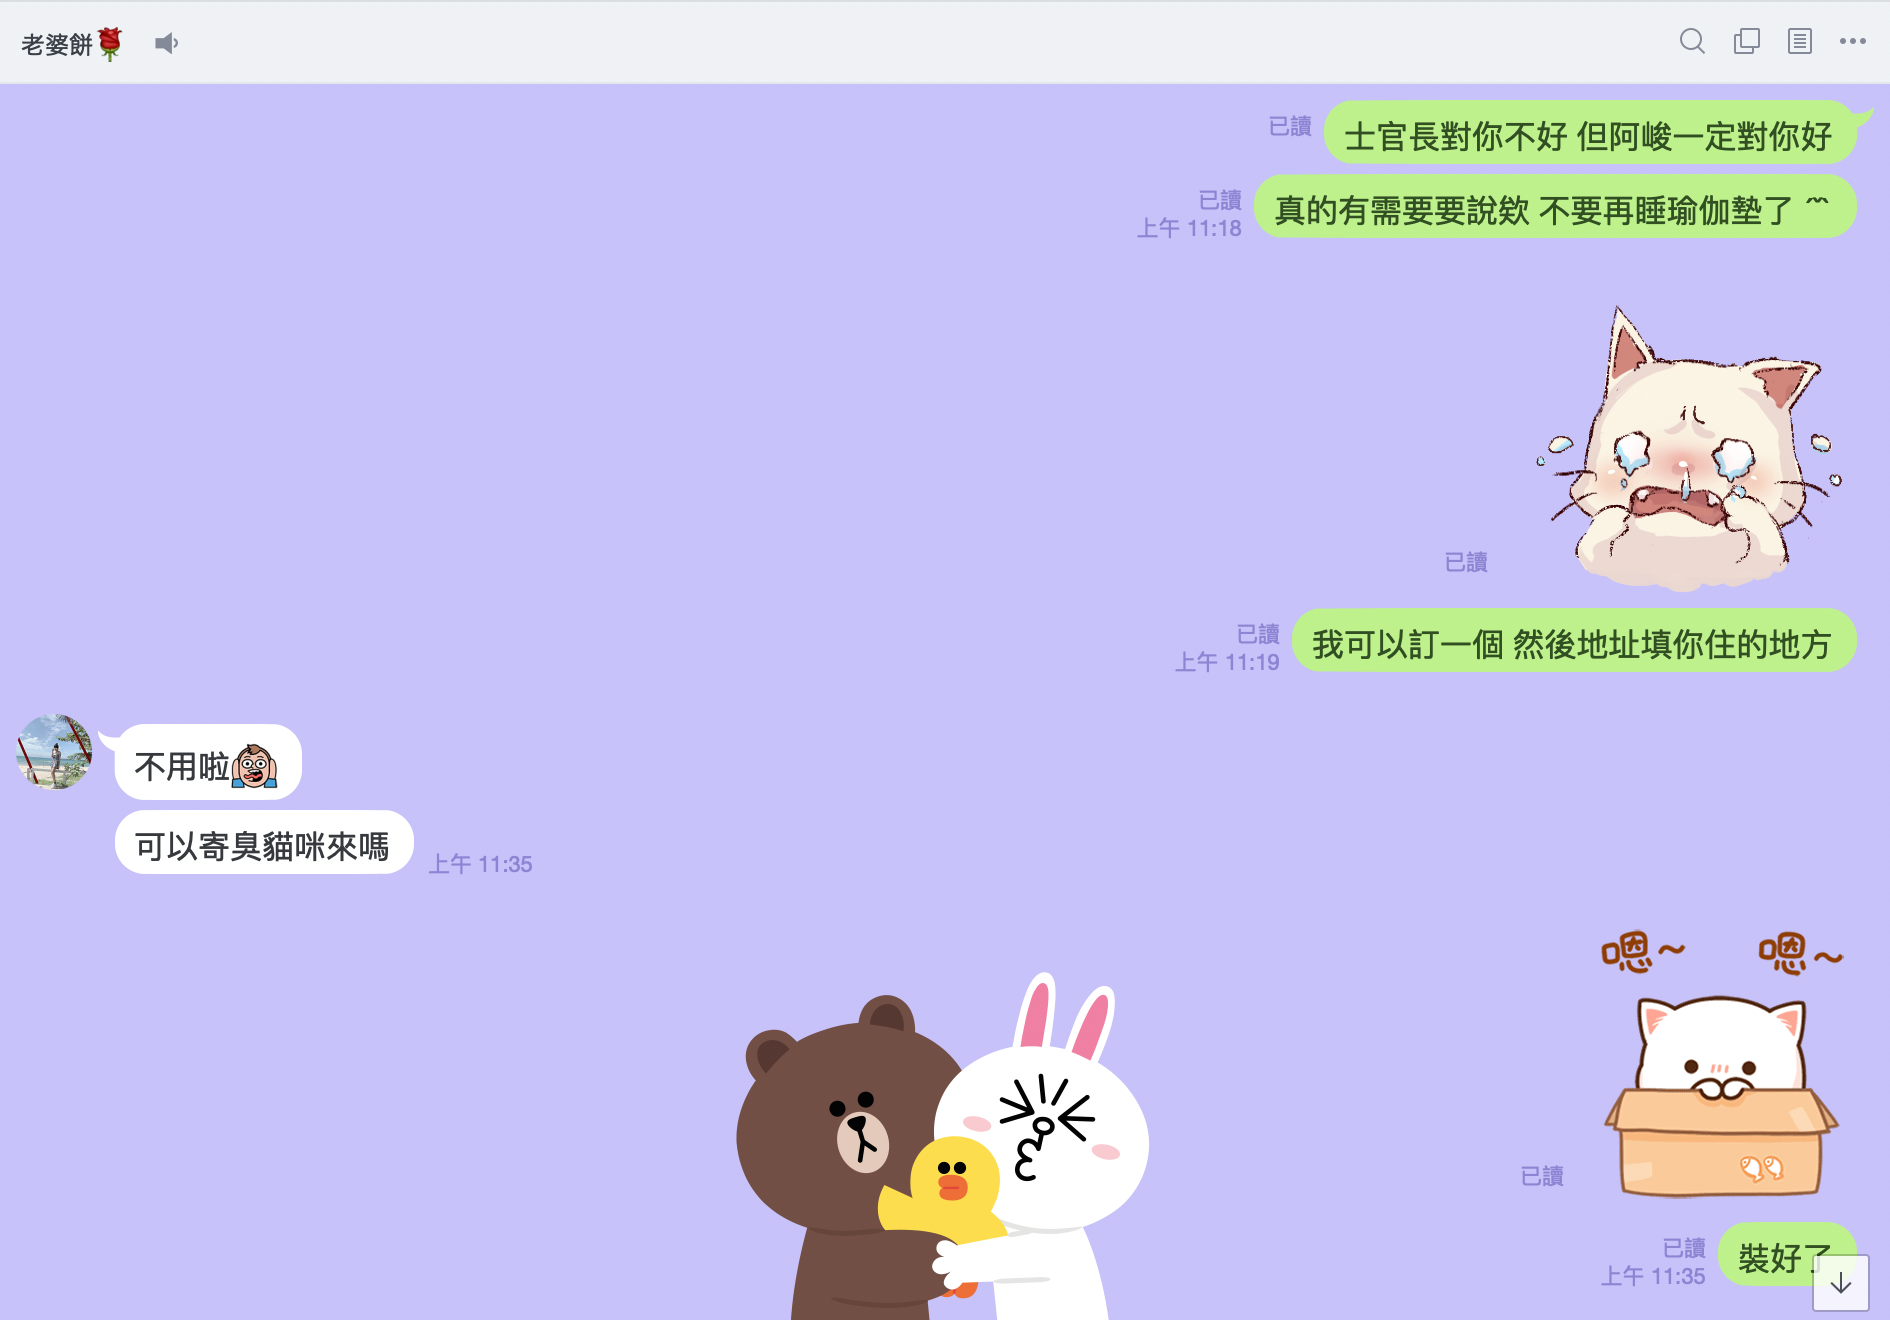 老婆餅🌹
已讀
士官長對你不好 但阿峻一定對你好
已讀
上午 11:18
真的有需要要說欸 不要再睡瑜伽墊了 ^^
已讀
已讀
上午 11:19
我可以訂一個 然後地址填你住的地方
不用啦
可以寄臭貓咪來嗎
上午 11:35
嗯~ 嗯~
已讀
已讀
上午 11:35
裝好了